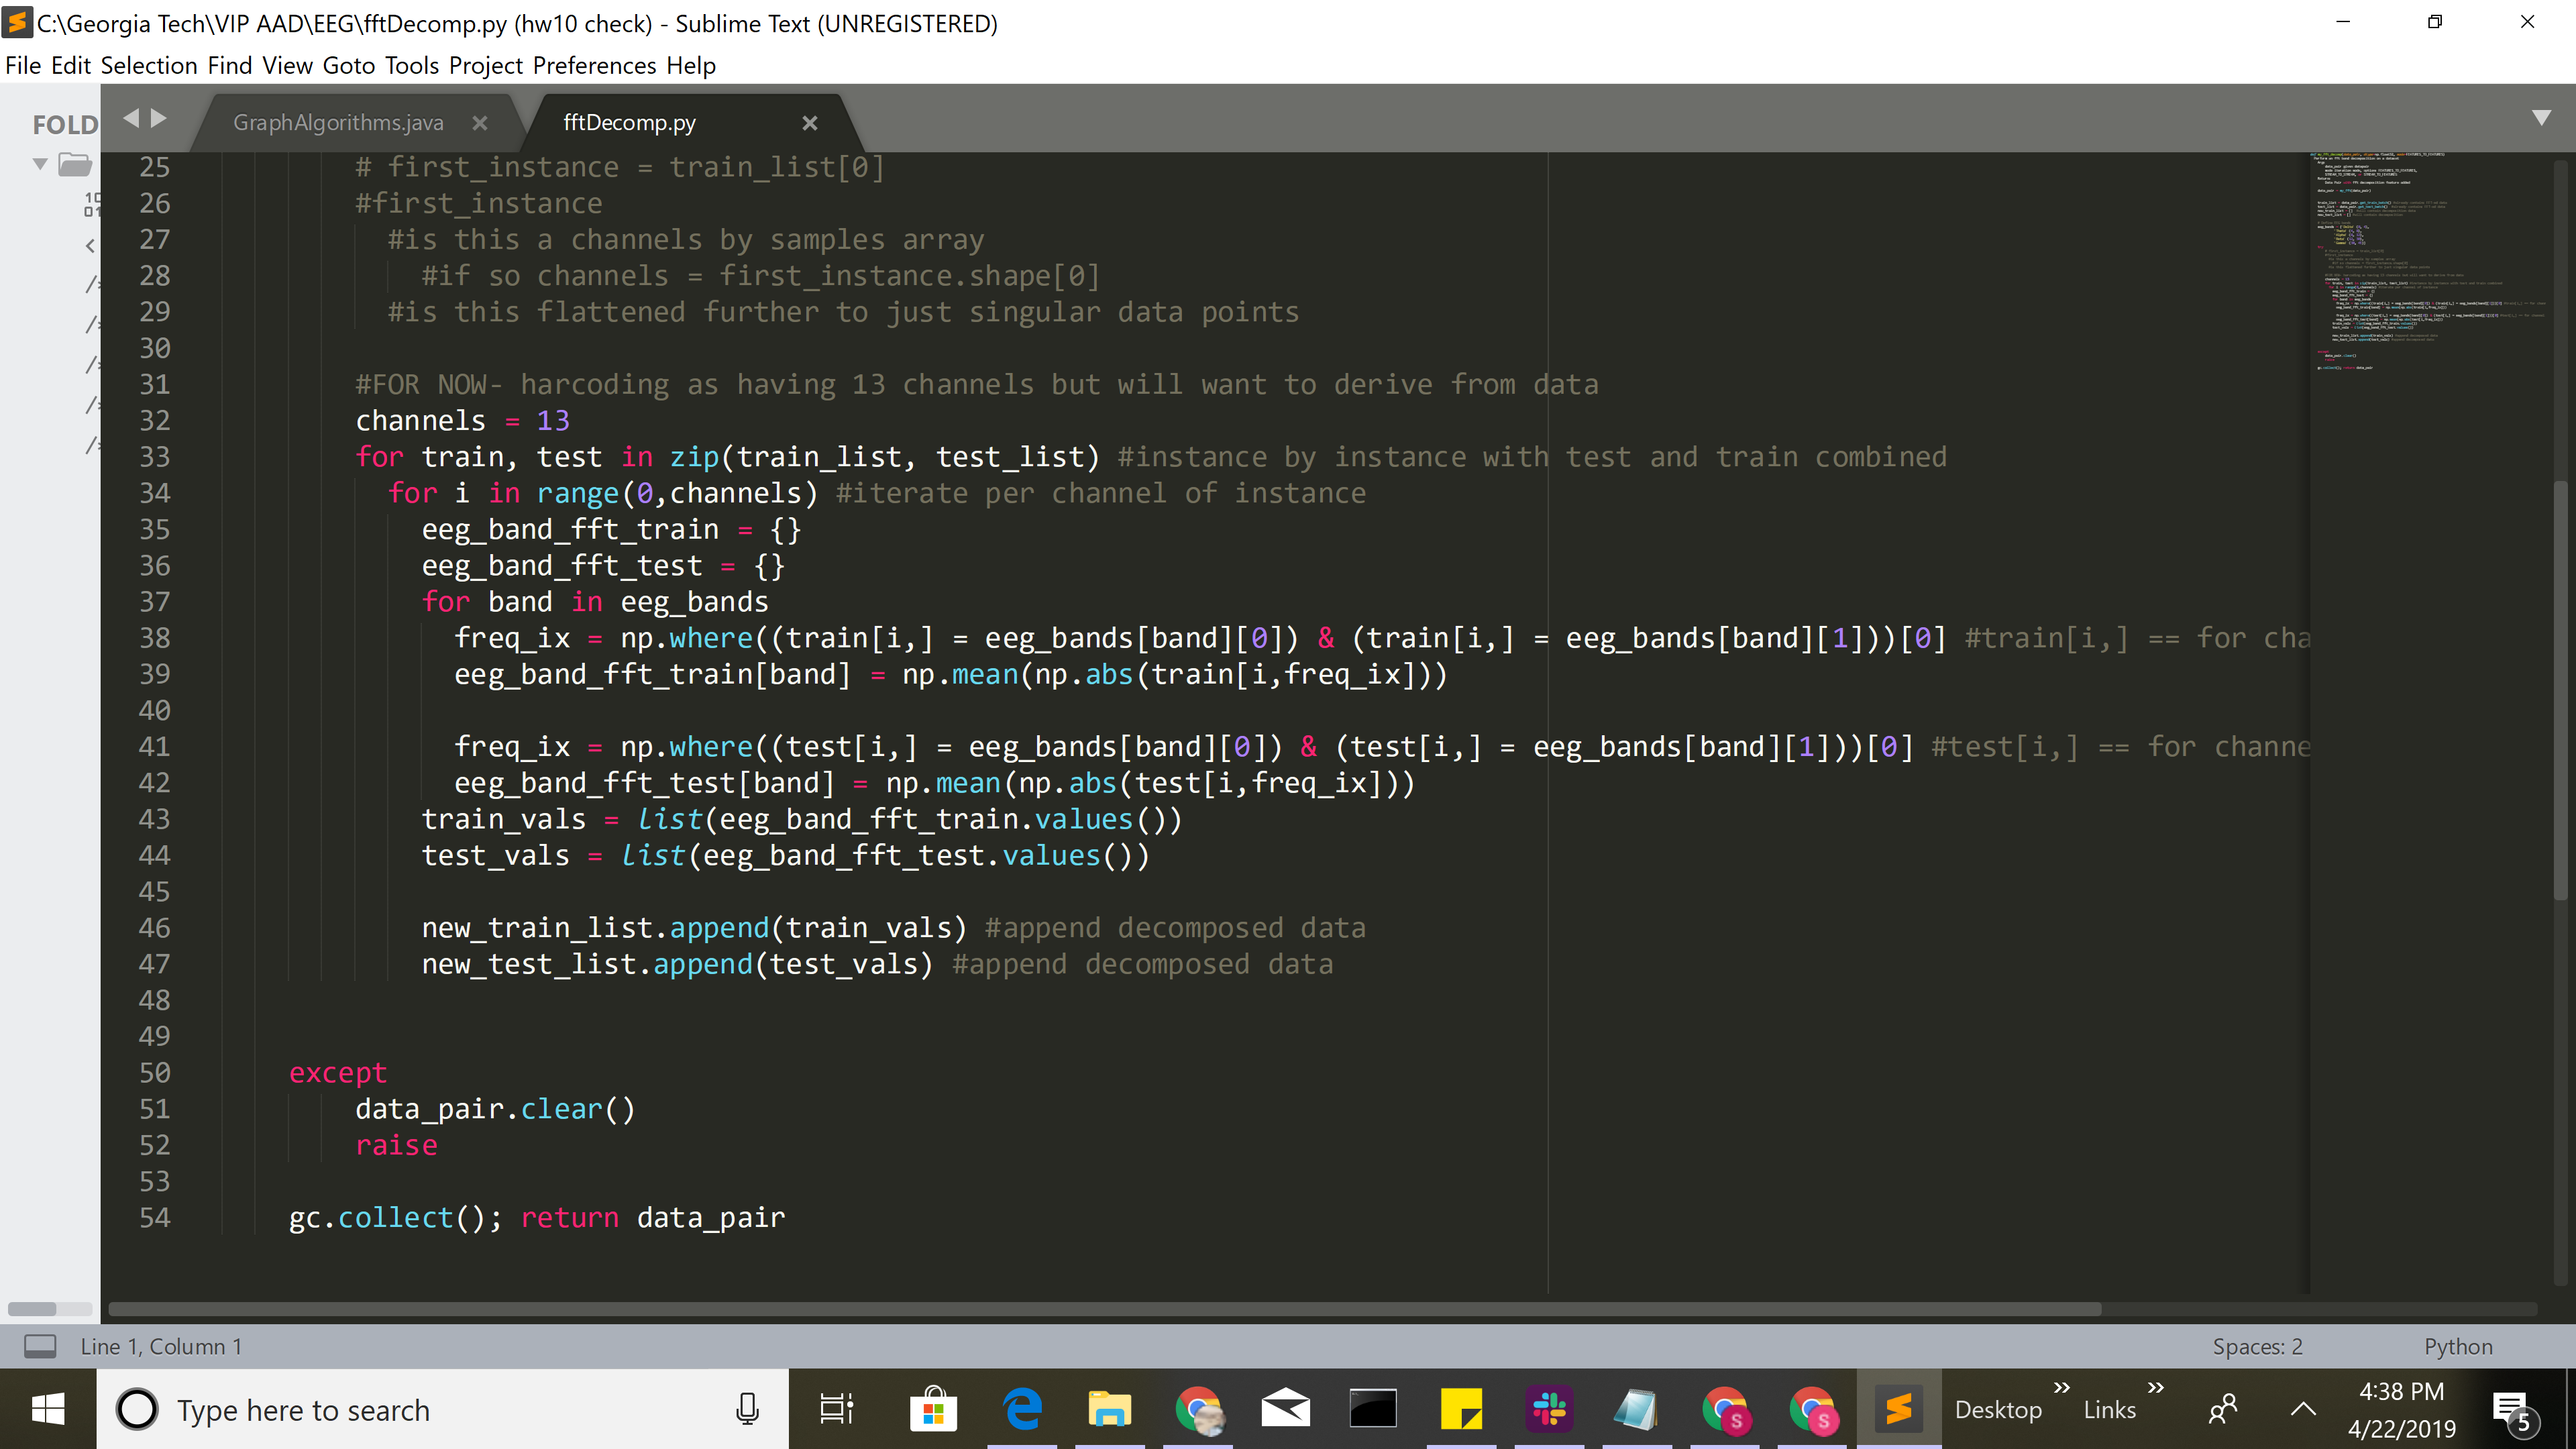 C:\Georgia Tech\VIP AAD\EEG\fftDecomp.py (hw10 check) - Sublime Text (UNREGISTERED)
File Edit Selection Find View Goto Tools Project Preferences Help
FOLD
GraphAlgorithms.java
fftDecomp.py
25 # first_instance = train_list[0]
26 #first_instance
27 #is this a channels by samples array
28 #if so channels = first_instance.shape[0]
29 #is this flattened further to just singular data points
30
31 #FOR NOW- harcoding as having 13 channels but will want to derive from data
32 channels = 13
33 for train, test in zip(train_list, test_list) #instance by instance with test and train combined
34 for i in range(0,channels) #iterate per channel of instance
35 eeg_band_fft_train = {}
36 eeg_band_fft_test = {}
37 for band in eeg_bands
38 freq_ix = np.where((train[i,] = eeg_bands[band][0]) & (train[i,] = eeg_bands[band][1]))[0] #train[i,] == for cha
39 eeg_band_fft_train[band] = np.mean(np.abs(train[i,freq_ix]))
40
41 freq_ix = np.where((test[i,] = eeg_bands[band][0]) & (test[i,] = eeg_bands[band][1]))[0] #test[i,] == for channe
42 eeg_band_fft_test[band] = np.mean(np.abs(test[i,freq_ix]))
43 train_vals = list(eeg_band_fft_train.values())
44 test_vals = list(eeg_band_fft_test.values())
45
46 new_train_list.append(train_vals) #append decomposed data
47 new_test_list.append(test_vals) #append decomposed data
48
49
50 except
51 data_pair.clear()
52 raise
53
54 gc.collect(); return data_pair
Line 1, Column 1
Spaces: 2
Python
Type here to search
Desktop
Links
4:38 PM
4/22/2019
5